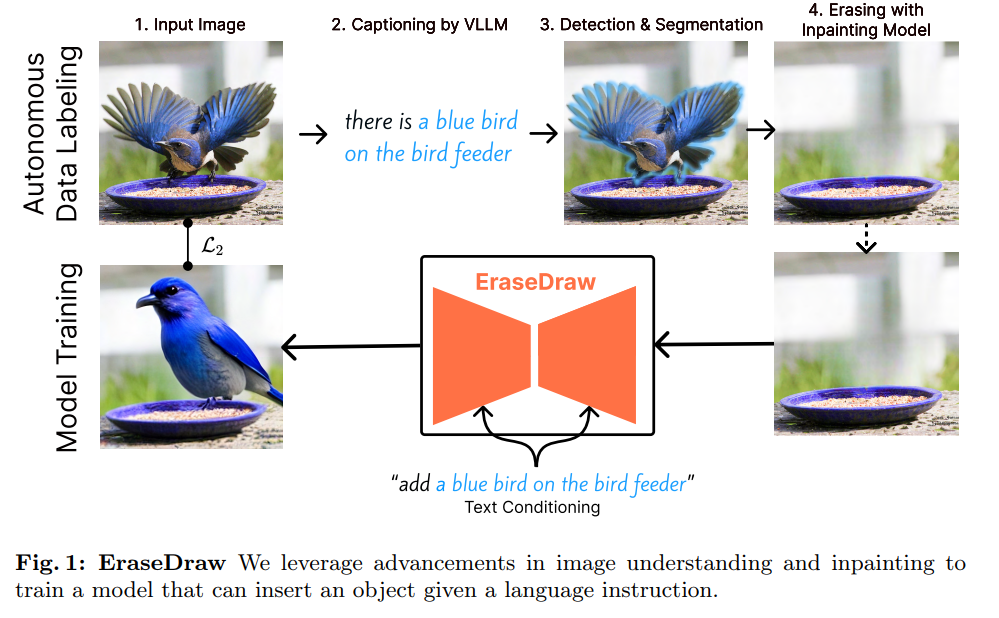 1. Input Image
2. Captioning by VLLM
3. Detection & Segmentation
4. Erasing with
Inpainting Model
Autonomous
Data Labeling
there is a blue bird
on the bird feeder
ℒ₂
Model Training
EraseDraw
“add a blue bird on the bird feeder”
Text Conditioning
Fig. 1: EraseDraw We leverage advancements in image understanding and inpainting to
train a model that can insert an object given a language instruction.